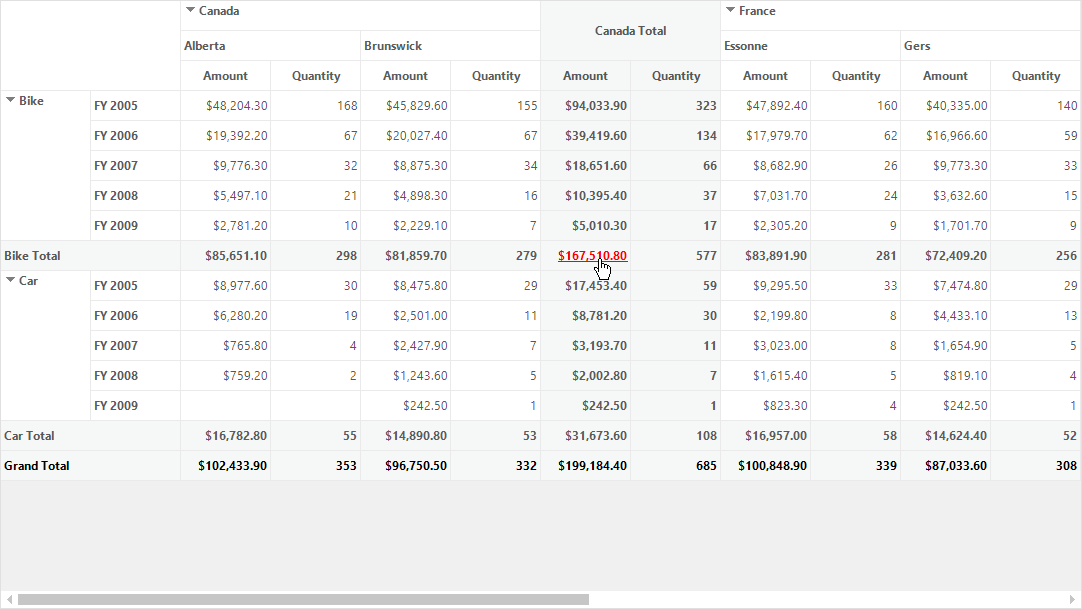 Canada Canada Total France
Alberta Brunswick Essonne Gers
Amount Quantity Amount Quantity Amount Quantity Amount Quantity Amount Quantity
Bike FY 2005 $48,204.30 168 $45,829.60 155 $94,033.90 323 $47,892.40 160 $40,335.00 140
FY 2006 $19,392.20 67 $20,027.40 67 $39,419.60 134 $17,979.70 62 $16,966.60 59
FY 2007 $9,776.30 32 $8,875.30 34 $18,651.60 66 $8,682.90 26 $9,773.30 33
FY 2008 $5,497.10 21 $4,898.30 16 $10,395.40 37 $7,031.70 24 $3,632.60 15
FY 2009 $2,781.20 10 $2,229.10 7 $5,010.30 17 $2,305.20 9 $1,701.70 9
Bike Total $85,651.10 298 $81,859.70 279 $167,510.80 577 $83,891.90 281 $72,409.20 256
Car FY 2005 $8,977.60 30 $8,475.80 29 $17,453.40 59 $9,295.50 33 $7,474.80 29
FY 2006 $6,280.20 19 $2,501.00 11 $8,781.20 30 $2,199.80 8 $4,433.10 13
FY 2007 $765.80 4 $2,427.90 7 $3,193.70 11 $3,023.00 8 $1,654.90 5
FY 2008 $759.20 2 $1,243.60 5 $2,002.80 7 $1,615.40 5 $819.10 4
FY 2009 $242.50 1 $242.50 1 $823.30 4 $242.50 1
Car Total $16,782.80 55 $14,890.80 53 $31,673.60 108 $16,957.00 58 $14,624.40 52
Grand Total $102,433.90 353 $96,750.50 332 $199,184.40 685 $100,848.90 339 $87,033.60 308